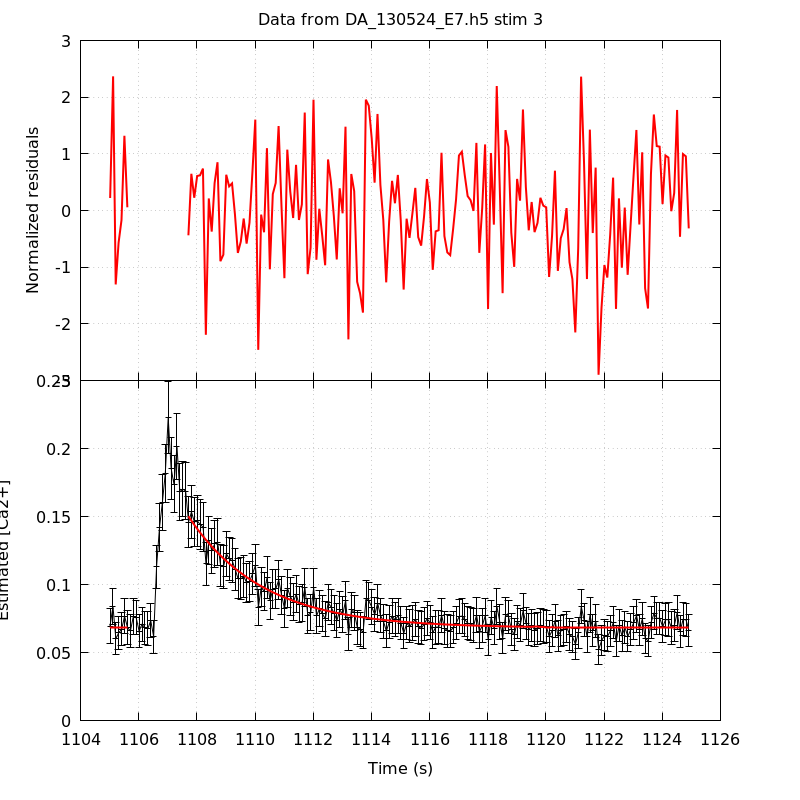 Data from DA_130524_E7.h5 stim 3
3
2
1
0
-1
-2
-3
Normalized residuals
0.25
0.2
0.15
0.1
0.05
0
Estimated [Ca2+]
1104 1106 1108 1110 1112 1114 1116 1118 1120 1122 1124 1126
Time (s)